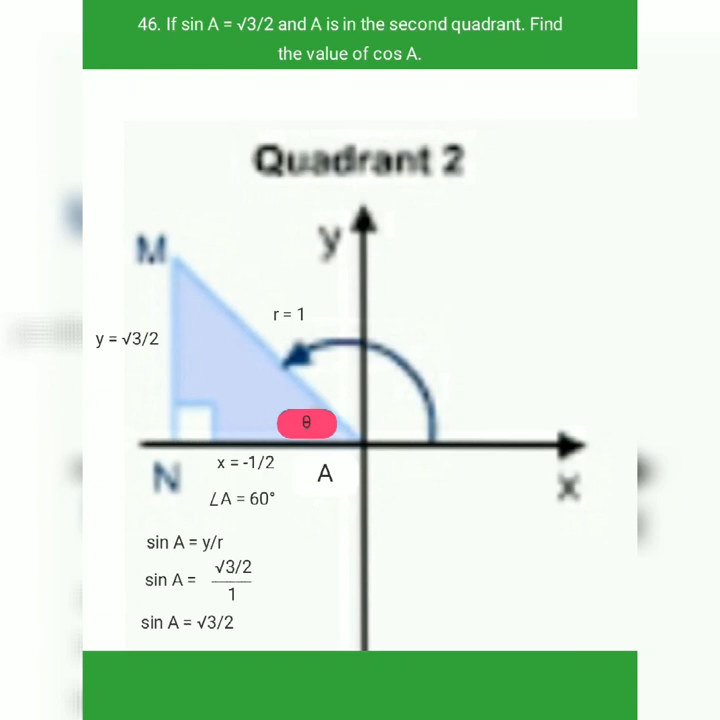 46. If sin A = √3/2 and A is in the second quadrant. Find
the value of cos A.
Quadrant 2
M
y
r = 1
y = √3/2
θ
x = -1/2
A
N
x
∠A = 60°
sin A = y/r
sin A = √3/2
1
sin A = √3/2